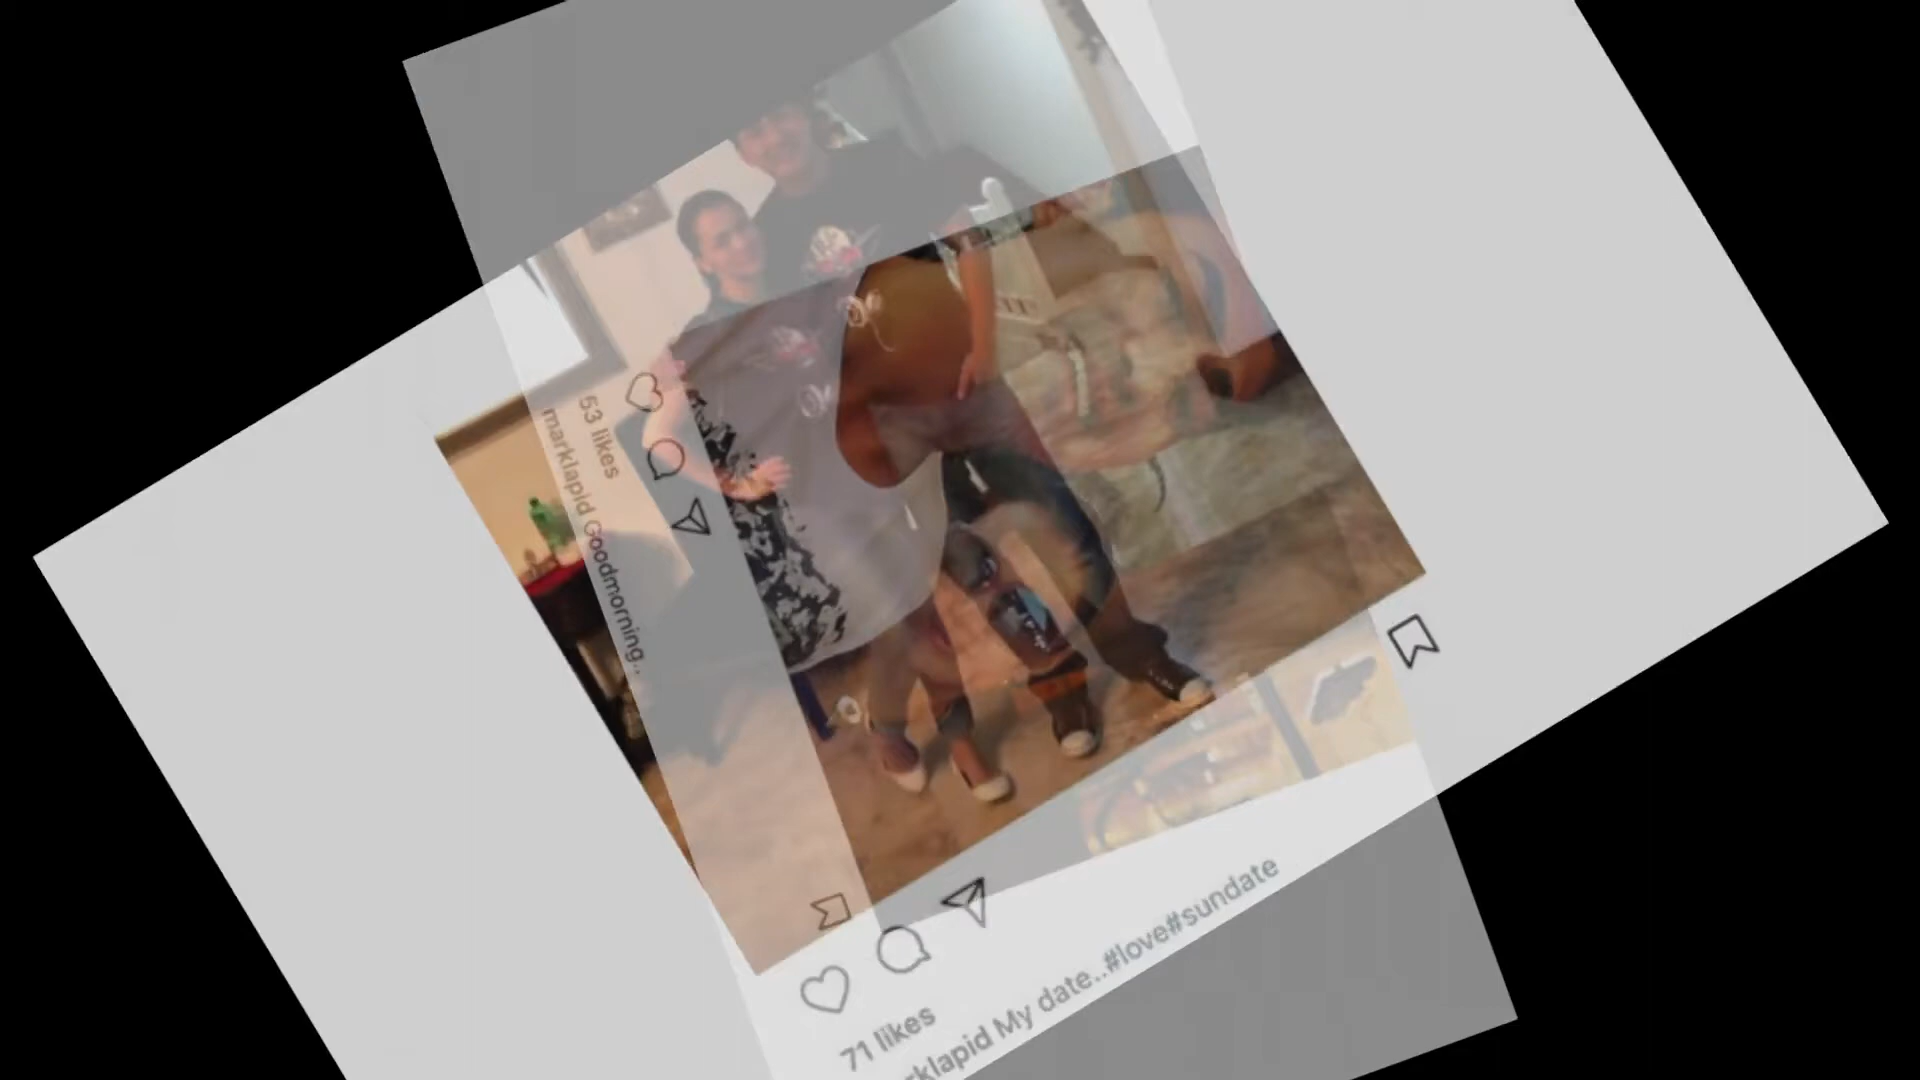 53 likes
marklapid Goodmorning..
71 likes
rklapid My date..#love#sundate